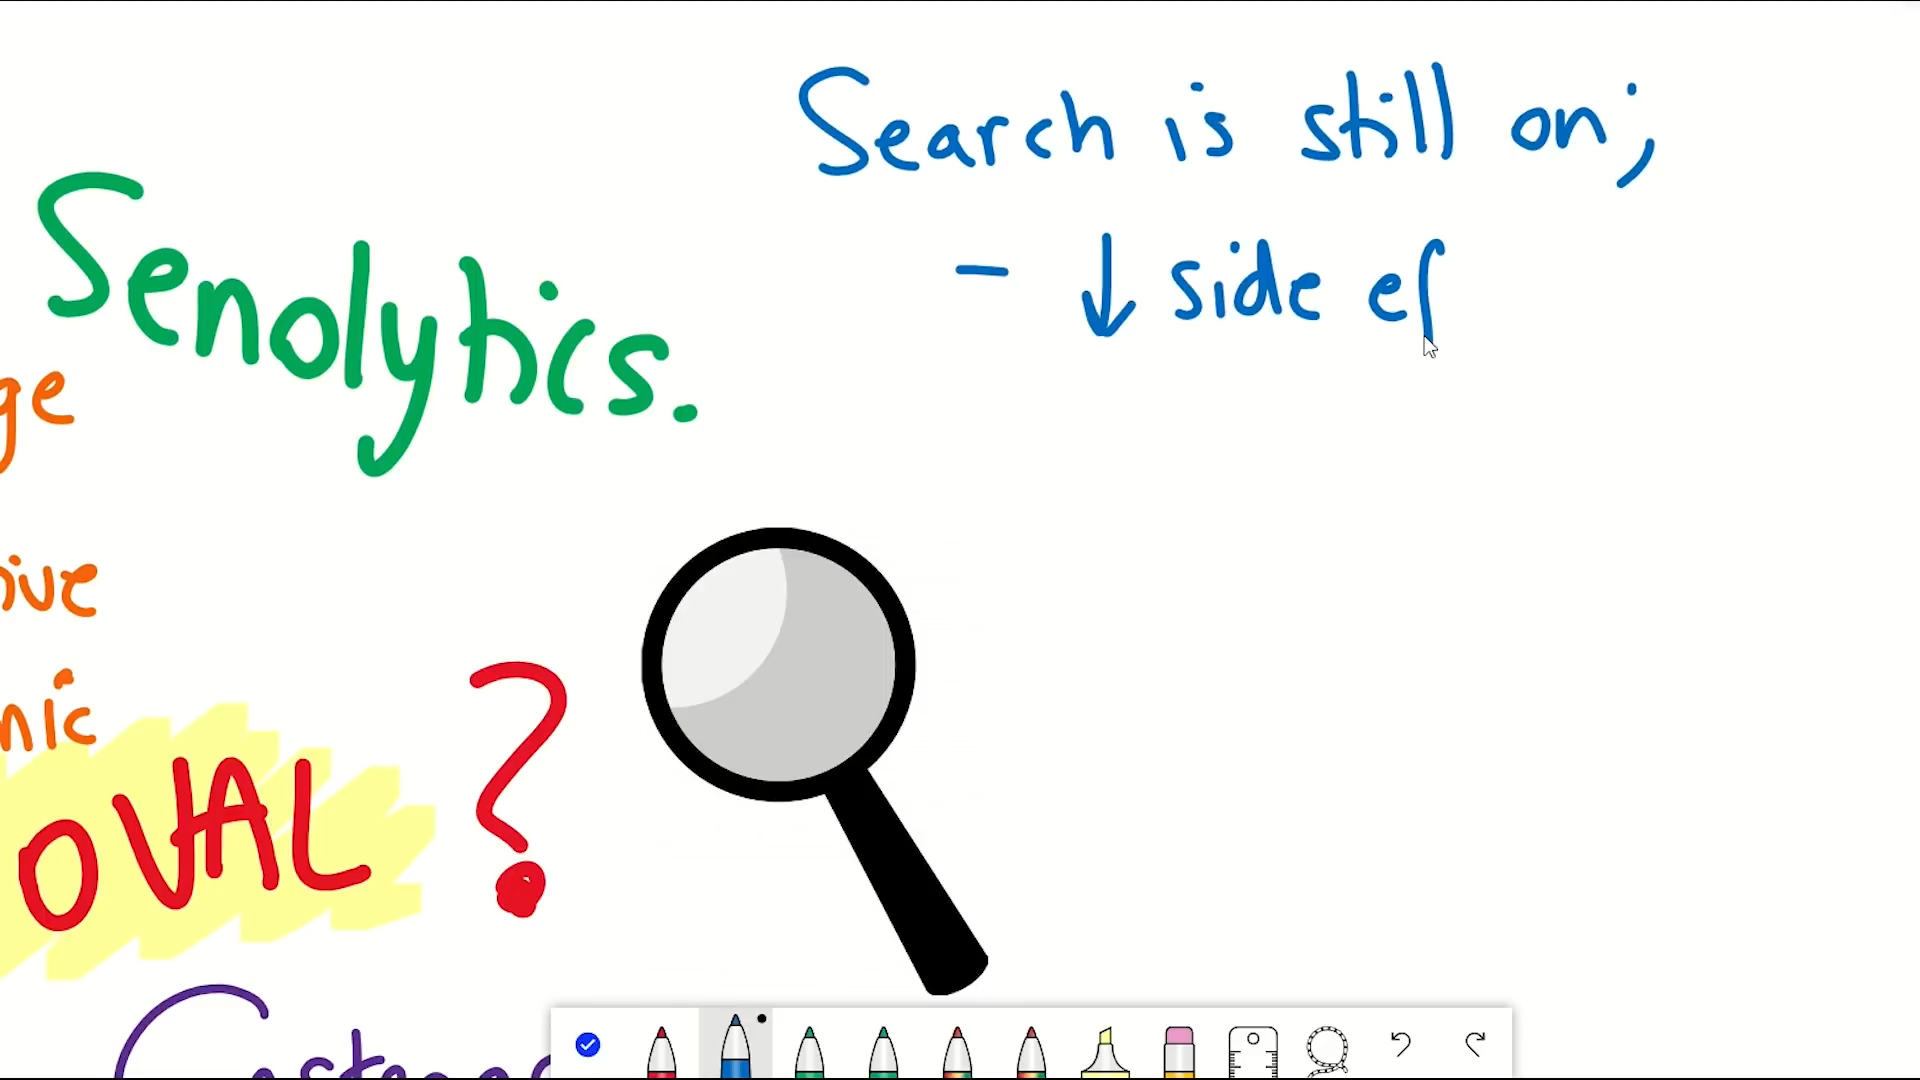 Search is still on;
- ↓ side ef
Senolytics.
ge
ive
nic
OVAL?